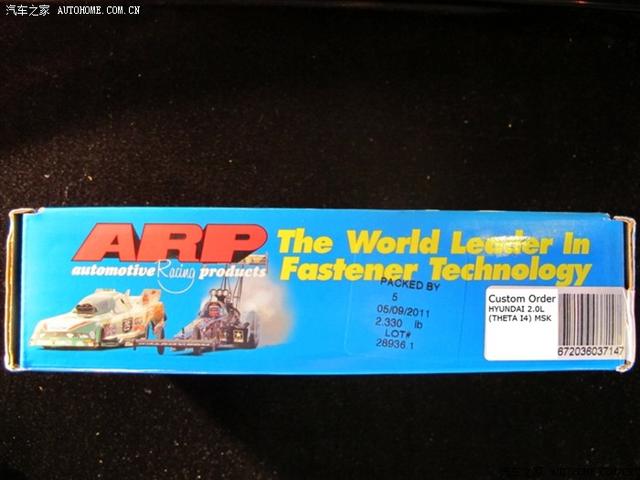 汽车之家 AUTOHOME.COM.CN
ARP
automotive Racing products
The World Leader In
Fastener Technology
PACKED BY
5
05/09/2011
2.330 lb
LOT#
28936.1
Custom Order
HYUNDAI 2.0L
(THETA I4) MSK
672036037147